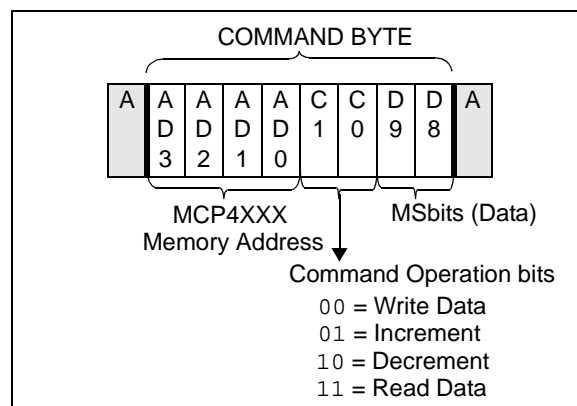 COMMAND BYTE
A A A A A C C D D A
D D D D 1 0 9 8
3 2 1 0
MCP4XXX
Memory Address
MSbits (Data)
Command Operation bits
00 = Write Data
01 = Increment
10 = Decrement
11 = Read Data